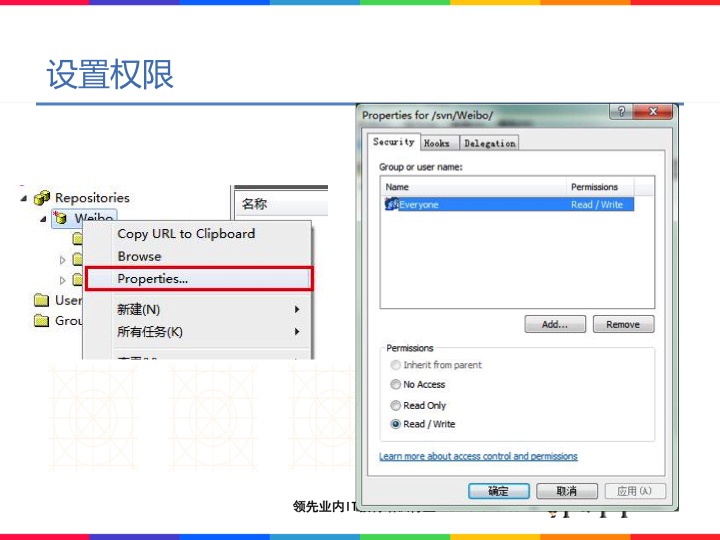 设置权限
Repositories
Weibo
User
Grou
名称
Copy URL to Clipboard
Browse
Properties...
新建(N)
所有任务(K)
Properties for /svn/Weibo/
Security Hooks Delegation
Group or user name:
Name Permissions
Everyone Read / Write
Add... Remove
Permissions
Inherit from parent
No Access
Read Only
Read / Write
Learn more about access control and permissions
确定 取消 应用(A)
领先业内IT